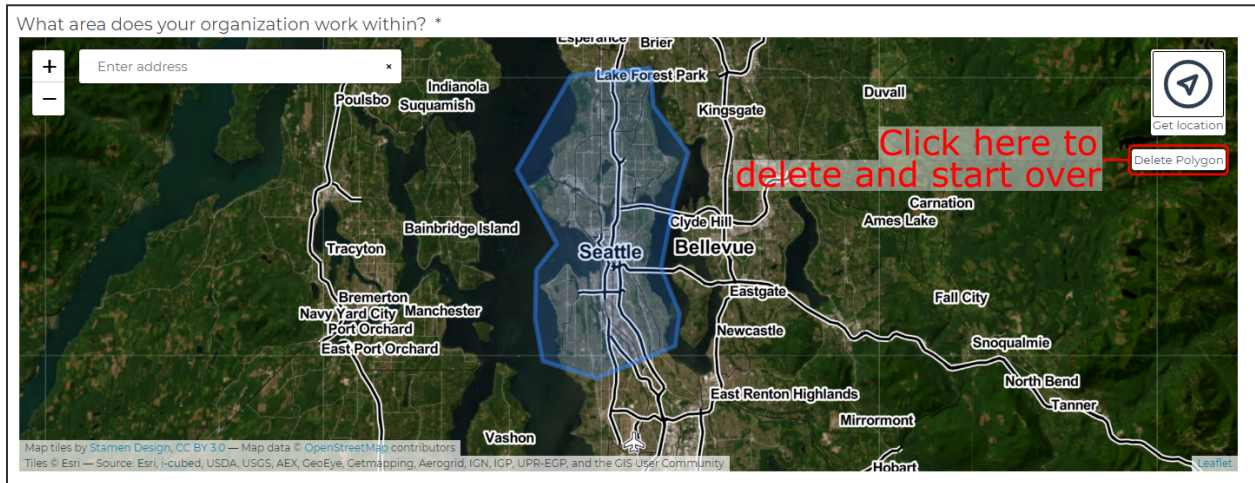 What area does your organization work within? *
+
Enter address
×
−
Esperance
Brier
Lake Forest Park
Indianola
Poulsbo
Suquamish
Kingsgate
Duvall
Get location
Click here to
delete and start over
Delete Polygon
Carnation
Clyde Hill
Ames Lake
Bainbridge Island
Tracyton
Seattle
Bellevue
Eastgate
Bremerton
Fall City
Navy Yard City
Manchester
Port Orchard
Newcastle
East Port Orchard
Snoqualmie
North Bend
East Renton Highlands
Tanner
Mirrormont
Vashon
Hobart
Map tiles by Stamen Design, CC BY 3.0 — Map data © OpenStreetMap contributors
Tiles © Esri — Source: Esri, i-cubed, USDA, USGS, AEX, GeoEye, Getmapping, Aerogrid, IGN, IGP, UPR-EGP, and the GIS User Community
Leaflet